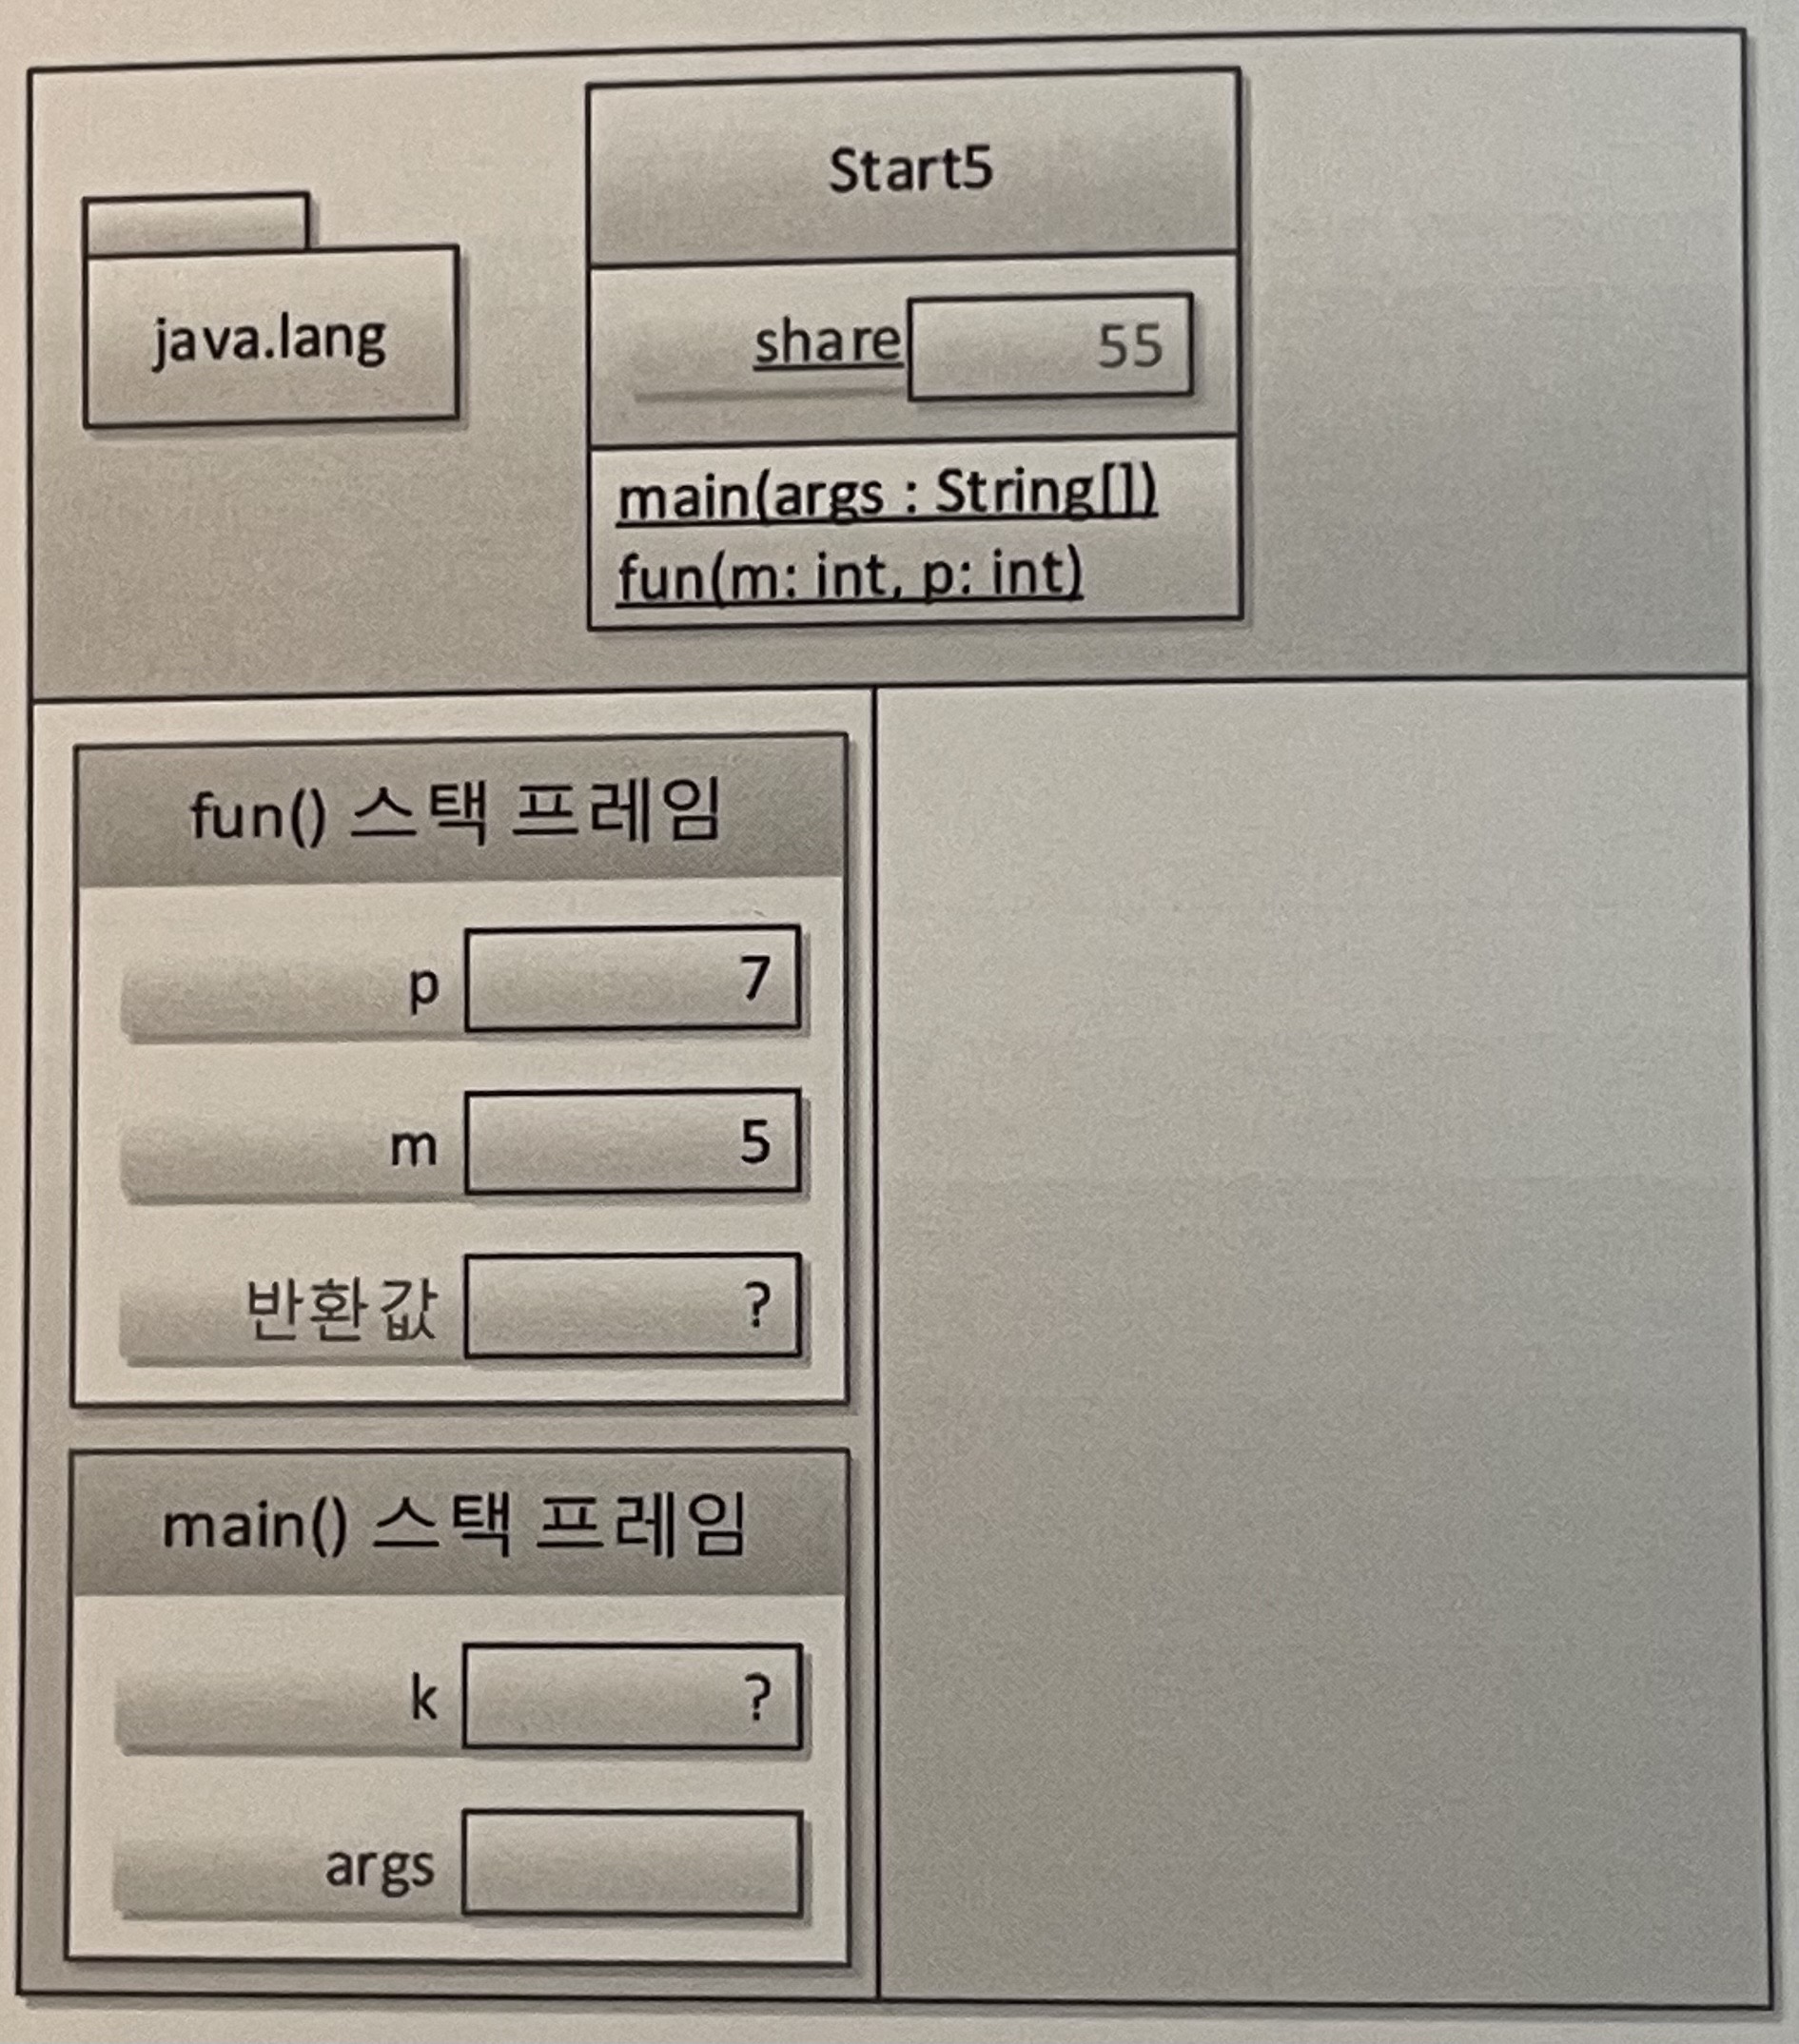 java.lang
Start5
share 55
main(args : String[])
fun(m: int, p: int)
fun() 스택 프레임
p 7
m 5
반환값 ?
main() 스택 프레임
k ?
args